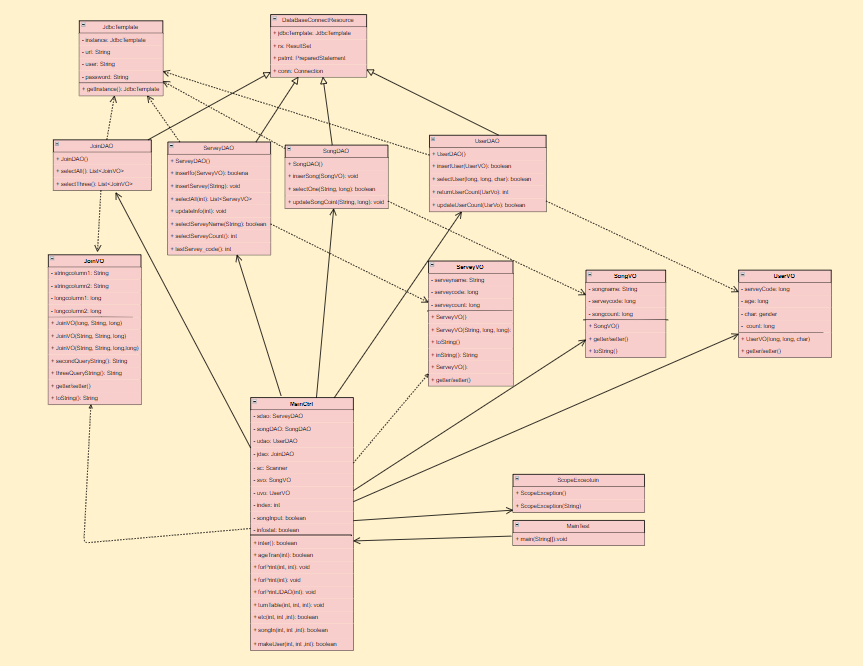 JdbcTemplate
- instance: JdbcTemplate
- url: String
- user: String
- password: String
+ getInstance(): JdbcTemplate
DataBaseConnectResource
+ jdbcTemplate: JdbcTemplate
+ rs: ResultSet
+ pstmt: PreparedStatement
+ conn: Connection
JoinDAO
+ JoinDAO()
+ selectAll(): List<JoinVO>
+ selectThree(): List<JoinVO>
ServeyDAO
+ ServeyDAO()
+ insertfo(ServeyVO): boolena
+ insertServey(String): void
+ selectAll(int): List<ServeyVO>
+ updateInfo(int): void
+ selectServeyName(String): boolean
+ selectServeyCount(): int
+ lastServey_code(): int
SongDAO
+ SongDAO()
+ inserSong(SongVO): void
+ selectOne(String, long): boolean
+ updateSongCoint(String, long): void
UserDAO
+ UserDAO()
+ insertUser(UserVO): boolean
+ selectUser(long, long, char): boolean
+ returnUserCount(UsrVo): int
+ updateUserCount(UsrVo): boolean
JoinVO
- stringcolumn1: String
- stringcolumn2: String
- longcolumn1: long
- longcolumn2: long
+ JoinVO(long, String, long)
+ JoinVO(String, String, long)
+ JoinVO(String, String, long,long)
+ secondQueryString(): String
+ threeQueryString(): String
+ getter/setter()
+ toString(): String
ServeyVO
- serveyname: String
- serveycode: long
- serveycount: long
+ ServeyVO()
+ ServeyVO(String, long, long):
+ toString()
+ inString(): String
+ ServeyVO():
+ getter/setter()
SongVO
- songname: String
- serveycode: long
- songcount: long
+ SongVO()
+ getter/setter()
+ toString()
UserVO
- serveyCode: long
- age: long
- char: gender
- count: long
+ UserVO(long, long, char)
+ getter/setter()
MainCtrl
- sdao: ServeyDAO
- songDAO: SongDAO
- udao: UserDAO
- jdao: JoinDAO
- sc: Scanner
- svo: SongVO
- uvo: UserVO
- index: int
- songInput: boolean
- infostat: boolean
+ inter(): boolean
+ ageTran(int): boolean
+ forPrint(int, int): void
+ forPrint(int): void
+ forPrintJDAO(int): void
+ turnTable(int, int, int): void
+ etc(int, int ,int): boolean
+ songIn(int, int ,int): boolean
+ makeUser(int, int ,int): boolean
+ ScopeException()
+ ScopeException(String)
MainTest
+ main(String[]):void